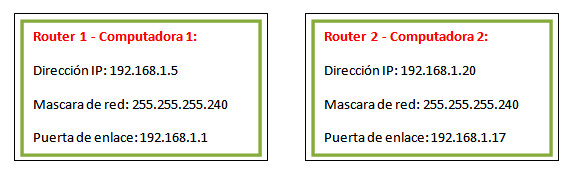 Router 1 - Computadora 1:
Dirección IP: 192.168.1.5
Mascara de red: 255.255.255.240
Puerta de enlace: 192.168.1.1
Router 2 - Computadora 2:
Dirección IP: 192.168.1.20
Mascara de red: 255.255.255.240
Puerta de enlace: 192.168.1.17